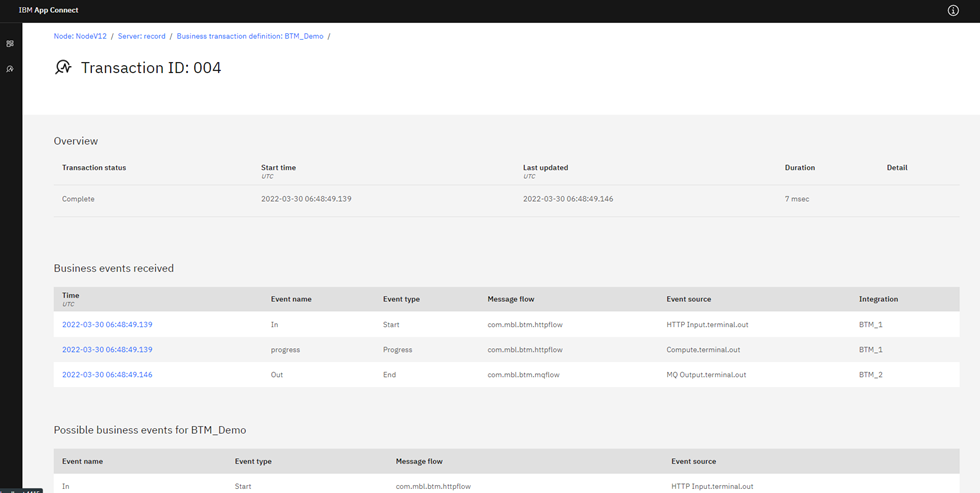 IBM App Connect
Node: NodeV12 / Server: record / Business transaction definition: BTM_Demo /
Transaction ID: 004
Overview
Transaction status Start time Last updated Duration Detail
UTC UTC
Complete 2022-03-30 06:48:49.139 2022-03-30 06:48:49.146 7 msec
Business events received
Time Event name Event type Message flow Event source Integration
UTC
2022-03-30 06:48:49.139 In Start com.mbl.btm.httpflow HTTP Input.terminal.out BTM_1
2022-03-30 06:48:49.139 progress Progress com.mbl.btm.httpflow Compute.terminal.out BTM_1
2022-03-30 06:48:49.146 Out End com.mbl.btm.mqflow MQ Output.terminal.out BTM_2
Possible business events for BTM_Demo
Event name Event type Message flow Event source
In Start com.mbl.btm.httpflow HTTP Input.terminal.out